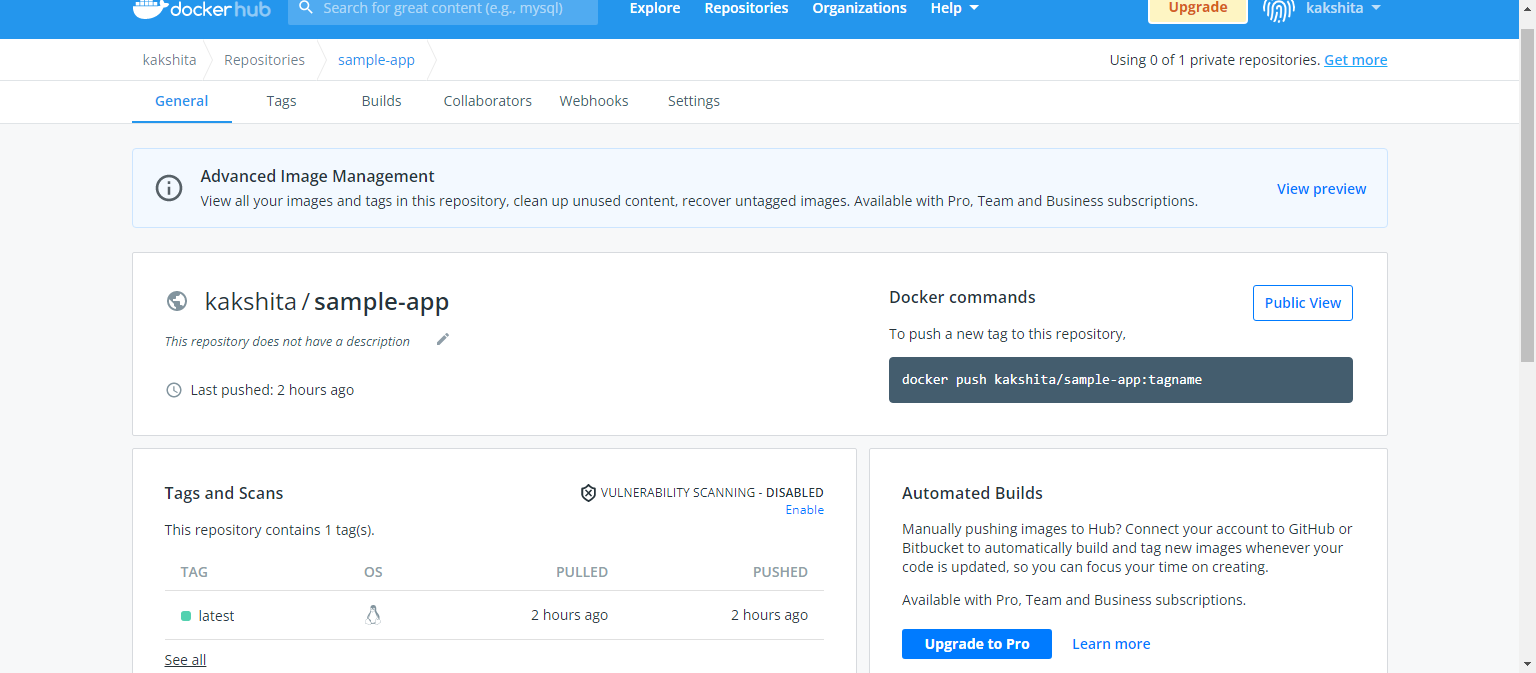 dockerhub
Search for great content (e.g., mysql)
Explore
Repositories
Organizations
Help
Upgrade
kakshita
kakshita
Repositories
sample-app
Using 0 of 1 private repositories. Get more
General
Tags
Builds
Collaborators
Webhooks
Settings
Advanced Image Management
View all your images and tags in this repository, clean up unused content, recover untagged images. Available with Pro, Team and Business subscriptions.
View preview
kakshita / sample-app
This repository does not have a description
Last pushed: 2 hours ago
Docker commands
Public View
To push a new tag to this repository,
docker push kakshita/sample-app:tagname
Tags and Scans
VULNERABILITY SCANNING - DISABLED
Enable
This repository contains 1 tag(s).
TAG OS PULLED PUSHED
latest 2 hours ago 2 hours ago
See all
Automated Builds
Manually pushing images to Hub? Connect your account to GitHub or
Bitbucket to automatically build and tag new images whenever your
code is updated, so you can focus your time on creating.
Available with Pro, Team and Business subscriptions.
Upgrade to Pro
Learn more